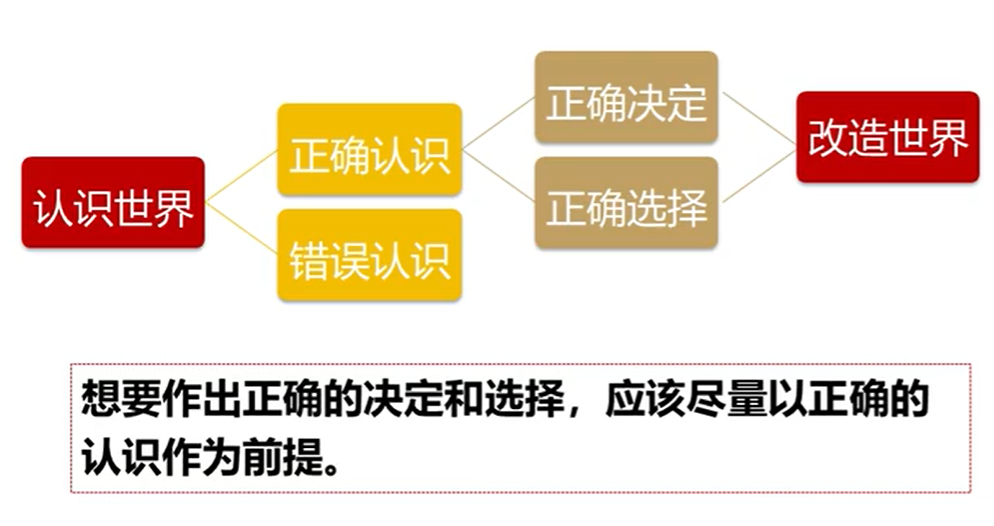 认识世界
正确认识
错误认识
正确决定
正确选择
改造世界
想要作出正确的决定和选择，应该尽量以正确的
认识作为前提。